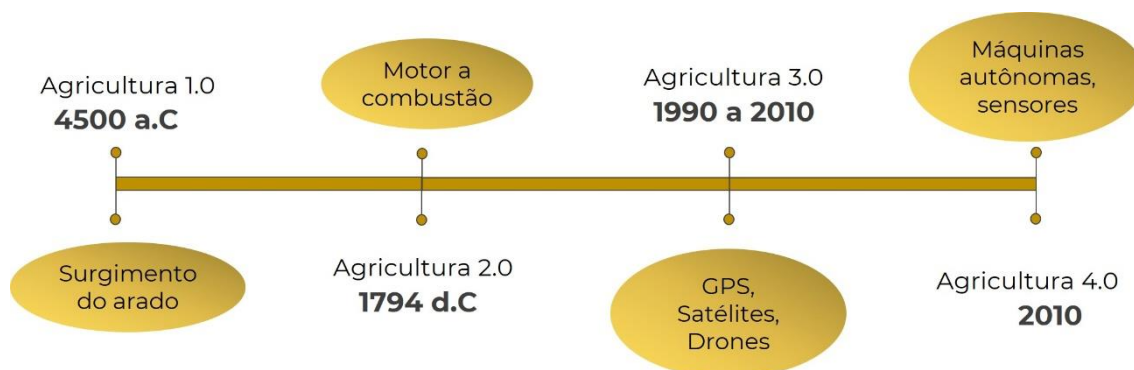 Agricultura 1.0
4500 a.C
Surgimento
do arado
Motor a
combustão
Agricultura 2.0
1794 d.C
Agricultura 3.0
1990 a 2010
GPS,
Satélites,
Drones
Máquinas
autônomas,
sensores
Agricultura 4.0
2010